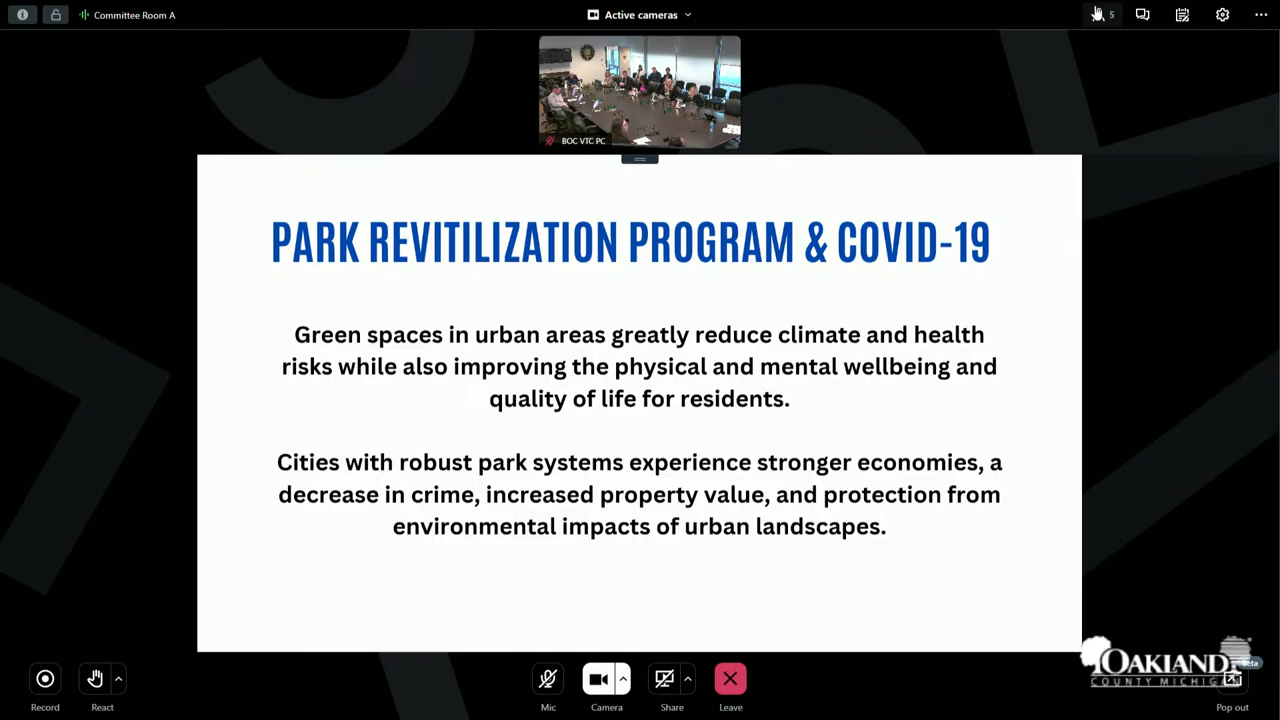 Committee Room A
Active cameras
5
BOC VTC PC
PARK REVITILIZATION PROGRAM & COVID-19
Green spaces in urban areas greatly reduce climate and health
risks while also improving the physical and mental wellbeing and
quality of life for residents.
Cities with robust park systems experience stronger economies, a
decrease in crime, increased property value, and protection from
environmental impacts of urban landscapes.
OAKLAND
COUNTY MICHIGAN
Beta
Record
React
Mic
Camera
Share
Leave
Pop out